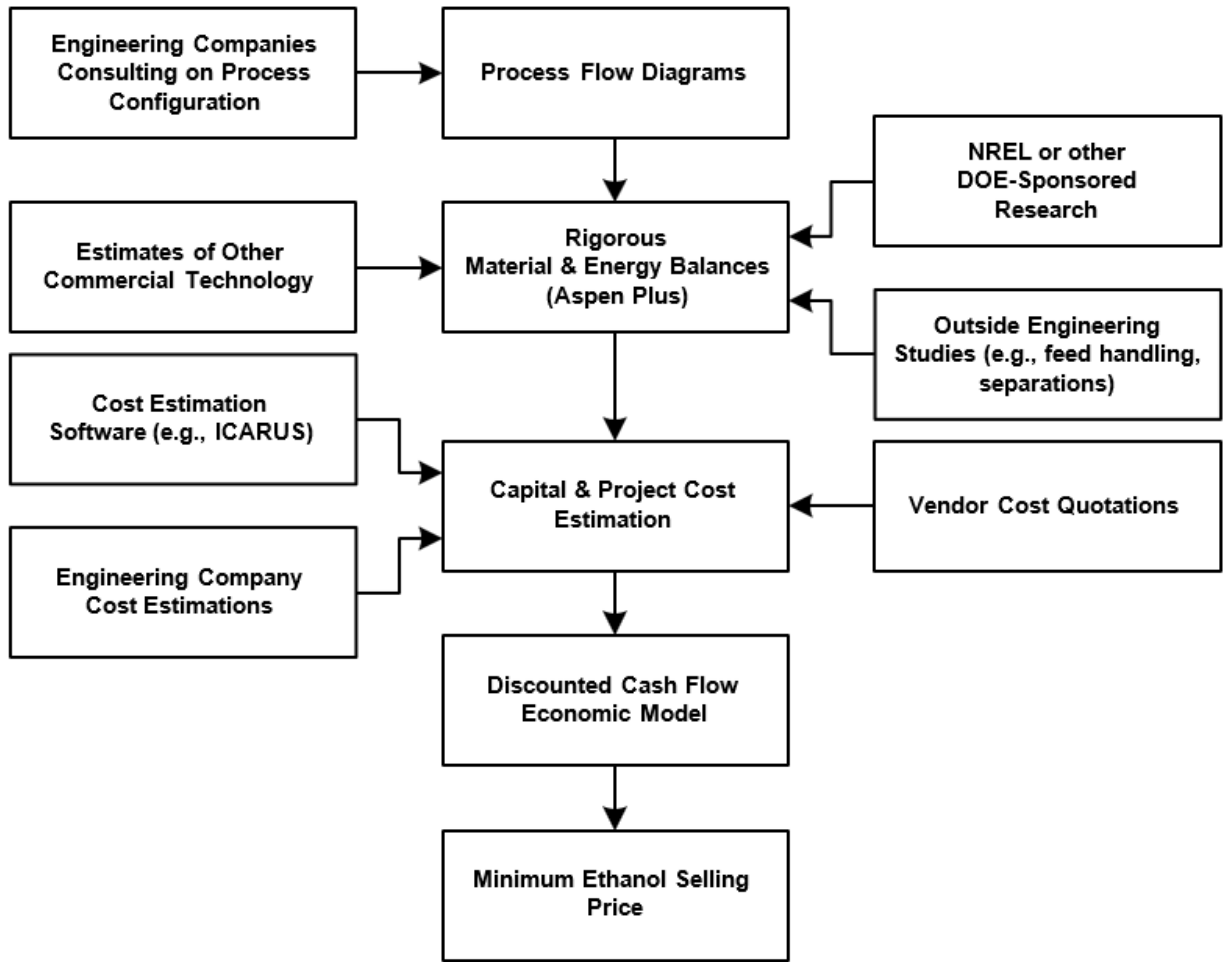 Engineering Companies
Consulting on Process
Configuration
Process Flow Diagrams
NREL or other
DOE-Sponsored
Research
Estimates of Other
Commercial Technology
Rigorous
Material & Energy Balances
(Aspen Plus)
Outside Engineering
Studies (e.g., feed handling,
separations)
Cost Estimation
Software (e.g., ICARUS)
Capital & Project Cost
Estimation
Vendor Cost Quotations
Engineering Company
Cost Estimations
Discounted Cash Flow
Economic Model
Minimum Ethanol Selling
Price